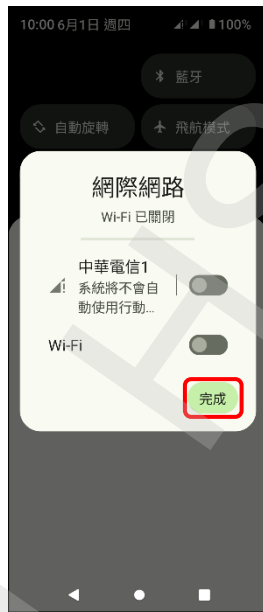 10:00 6月1日 週四 100%
藍牙
自動旋轉 飛航模式
網際網路
Wi-Fi 已關閉
中華電信1
系統將不會自
動使用行動...
Wi-Fi
完成